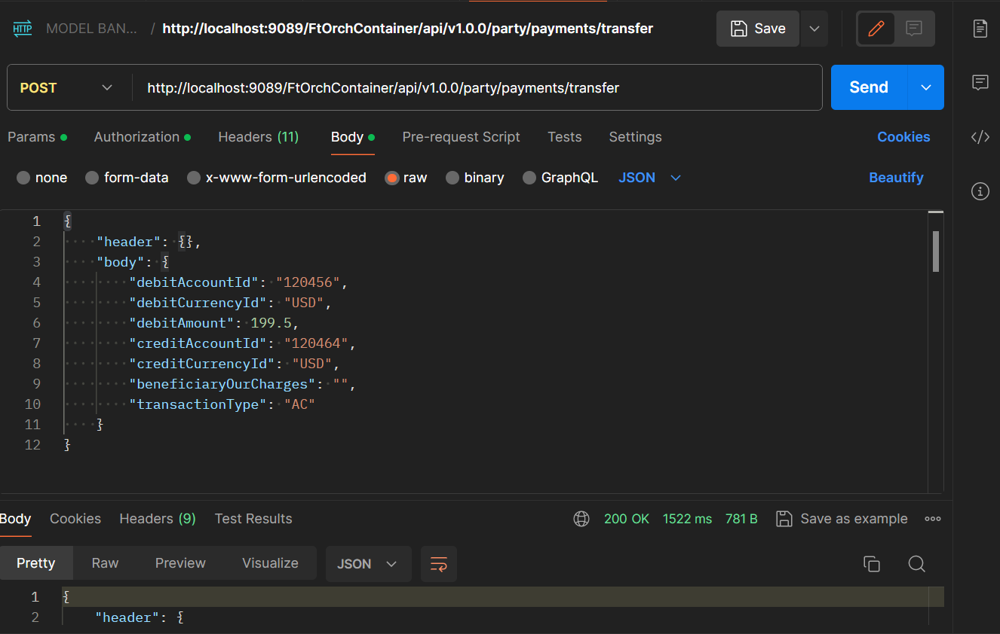 HTTP MODEL BAN... / http://localhost:9089/FtOrchContainer/api/v1.0.0/party/payments/transfer Save
POST http://localhost:9089/FtOrchContainer/api/v1.0.0/party/payments/transfer Send
Params Authorization Headers (11) Body Pre-request Script Tests Settings Cookies
none form-data x-www-form-urlencoded raw binary GraphQL JSON Beautify
1 {
2 "header": {},
3 "body": {
4 "debitAccountId": "120456",
5 "debitCurrencyId": "USD",
6 "debitAmount": 199.5,
7 "creditAccountId": "120464",
8 "creditCurrencyId": "USD",
9 "beneficiaryOurCharges": "",
10 "transactionType": "AC"
11 }
12 }
Body Cookies Headers (9) Test Results 200 OK 1522 ms 781 B Save as example
Pretty Raw Preview Visualize JSON
1 {
2 "header": {